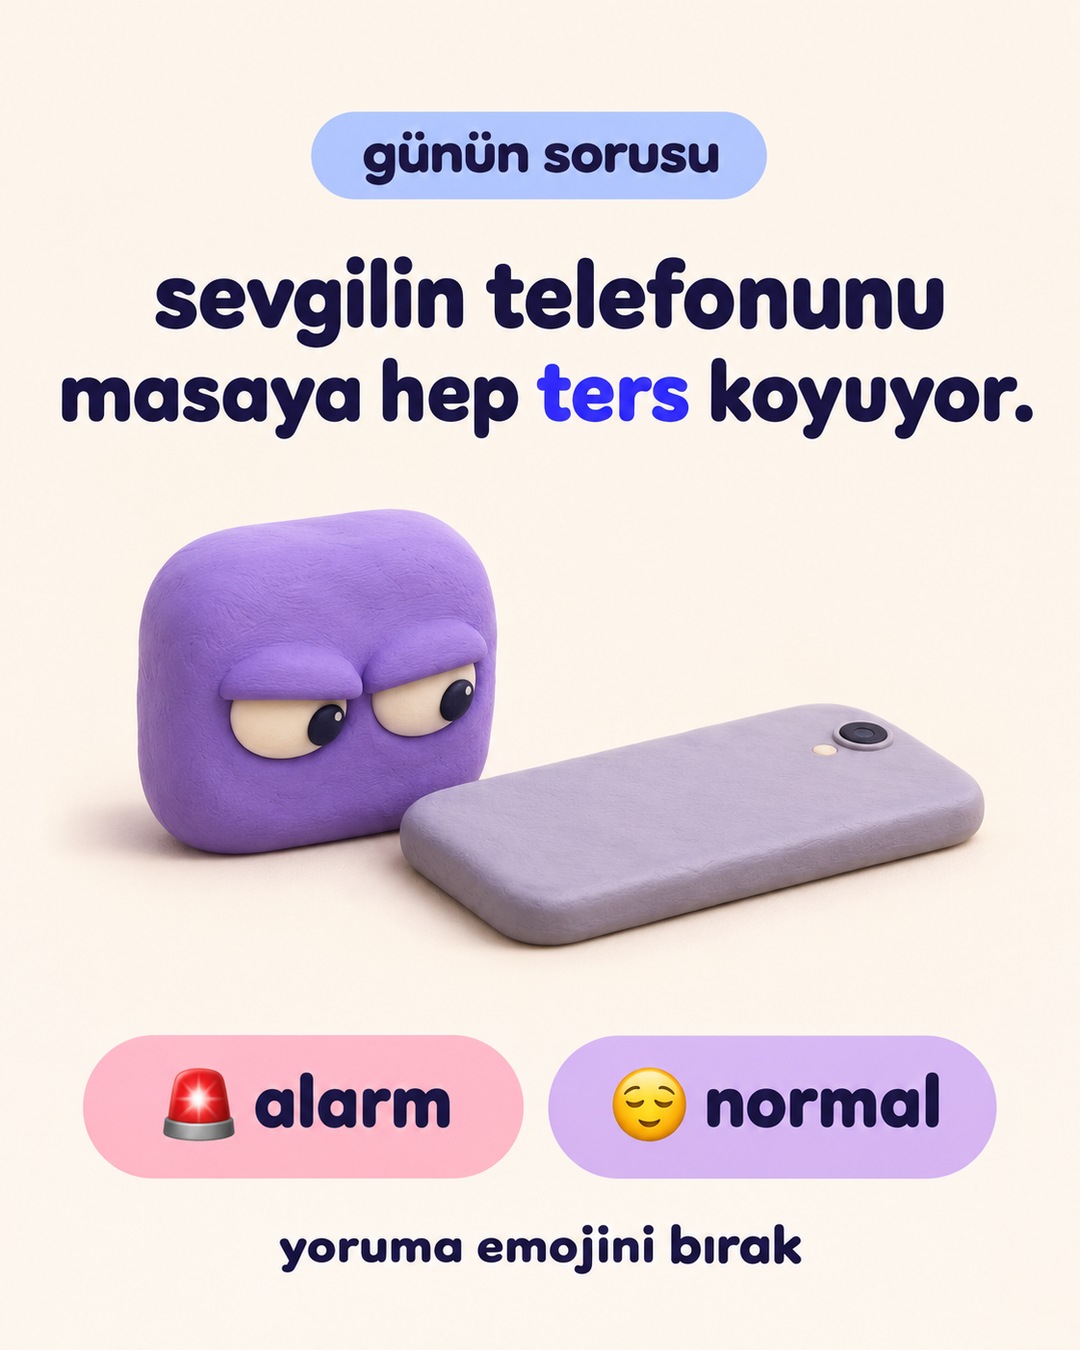 günün sorusu
sevgilin telefonunu
masaya hep ters koyuyor.
🚨 alarm
😌 normal
yoruma emojini bırak